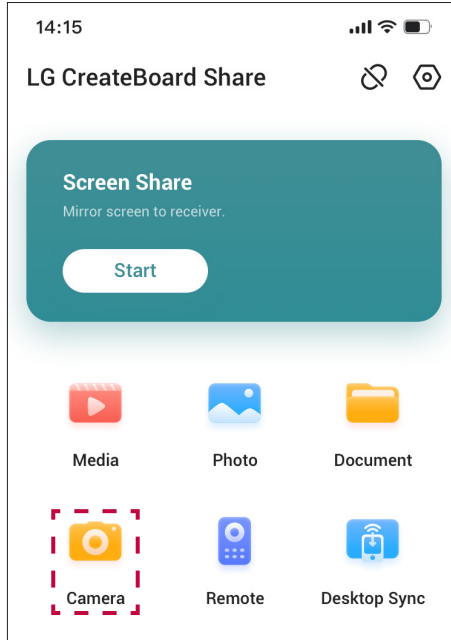 14:15
LG CreateBoard Share
Screen Share
Mirror screen to receiver.
Start
Media Photo Document
Camera Remote Desktop Sync